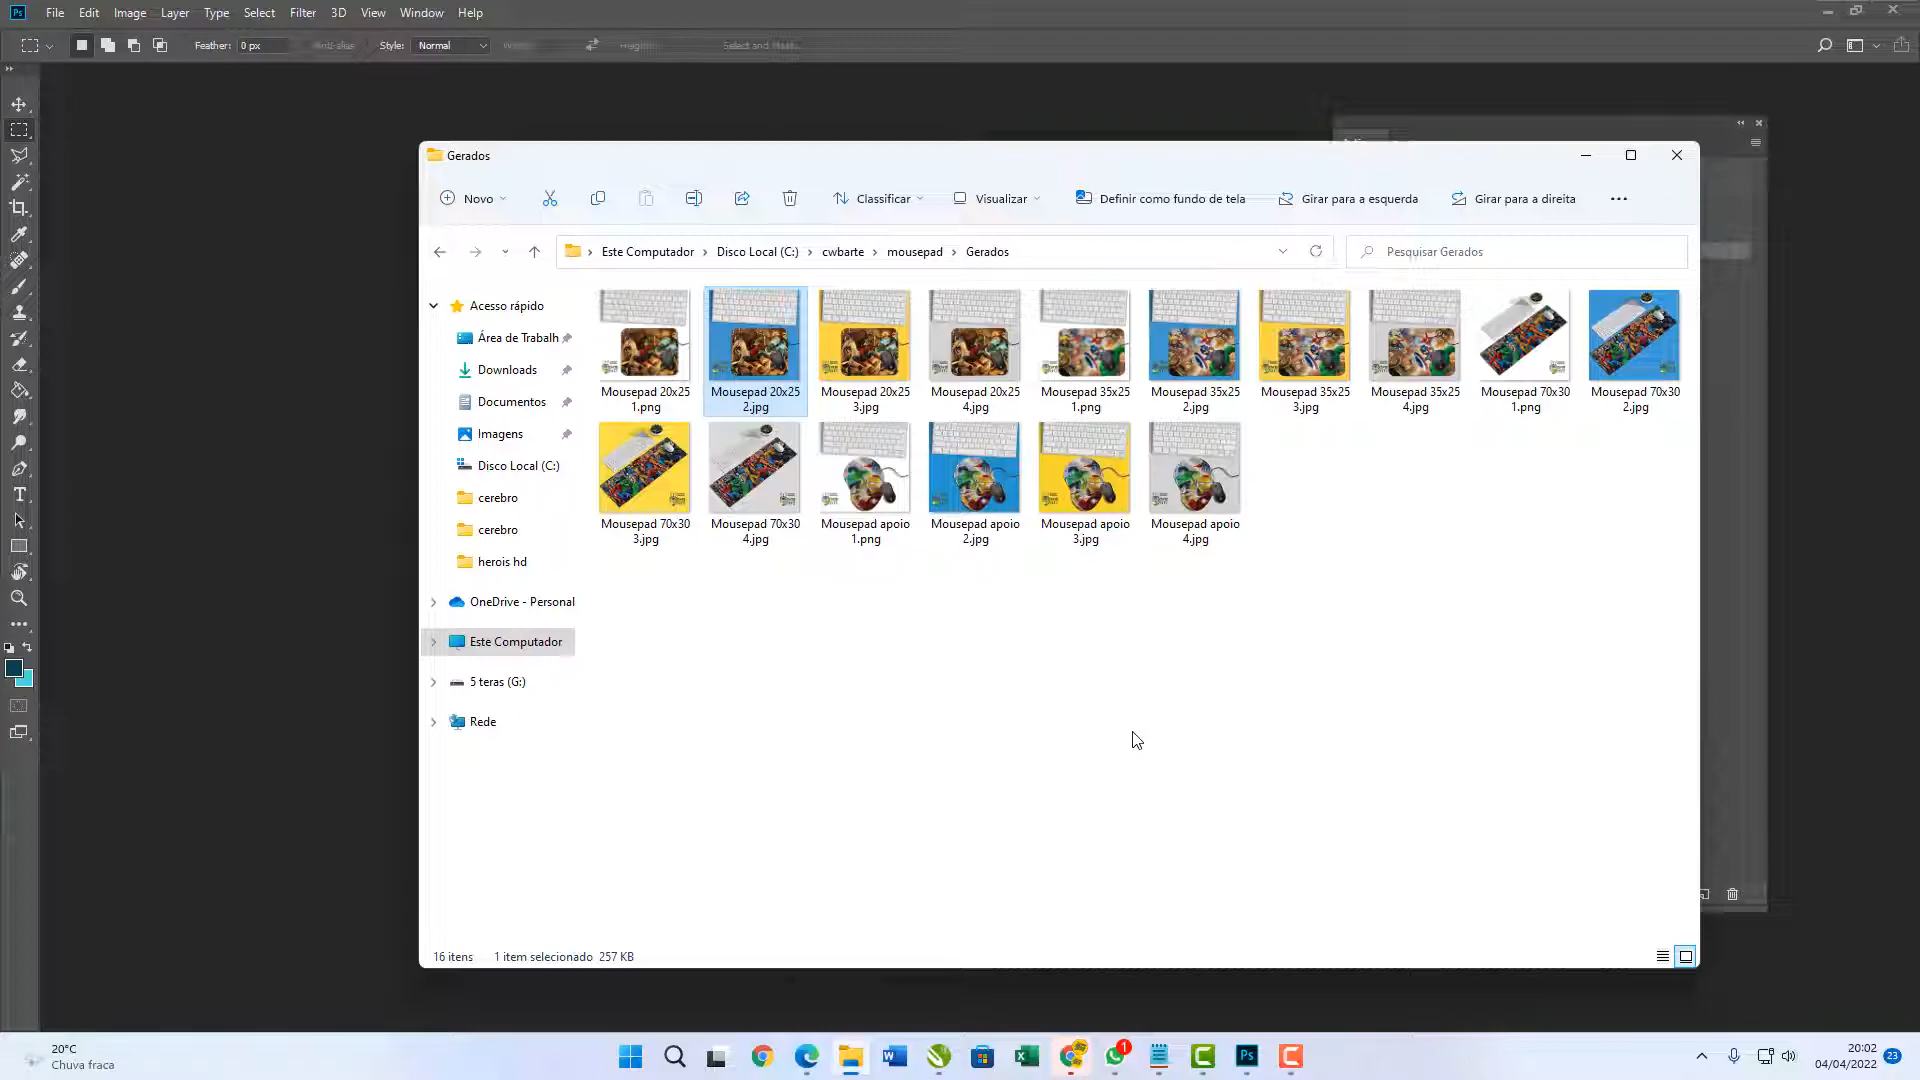 Ps File Edit Image Layer Type Select Filter 3D View Window Help
Feather: 0 px Anti-alias Style: Normal
Gerados
Novo Classificar Visualizar Definir como fundo de tela Girar para a esquerda Girar para a direita
Este Computador Disco Local (C:) cwbarte mousepad Gerados Pesquisar Gerados
Acesso rápido
Área de Trabalh
Downloads
Documentos
Imagens
Disco Local (C:)
cerebro
cerebro
herois hd
OneDrive - Personal
Este Computador
5 teras (G:)
Rede
Mousepad 20x25 1.png
Mousepad 20x25 2.jpg
Mousepad 20x25 3.jpg
Mousepad 20x25 4.jpg
Mousepad 35x25 1.png
Mousepad 35x25 2.jpg
Mousepad 35x25 3.jpg
Mousepad 35x25 4.jpg
Mousepad 70x30 1.png
Mousepad 70x30 2.jpg
Mousepad 70x30 3.jpg
Mousepad 70x30 4.jpg
Mousepad apoio 1.png
Mousepad apoio 2.jpg
Mousepad apoio 3.jpg
Mousepad apoio 4.jpg
16 itens 1 item selecionado 257 KB
20°C
Chuva fraca
1
20:02
04/04/2022
23